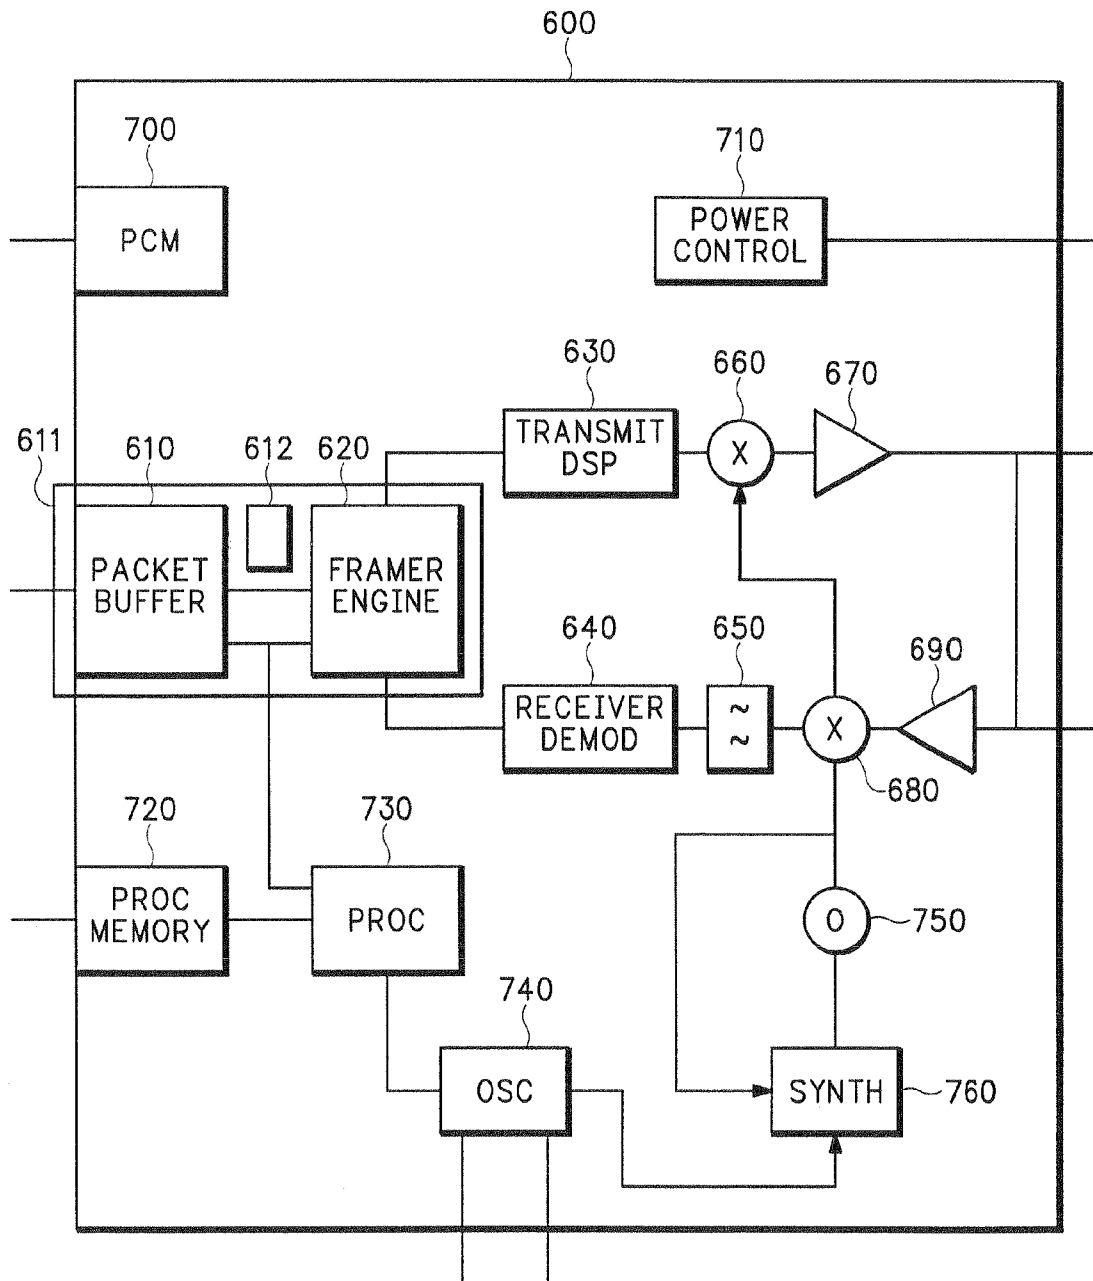 600
700
PCM
710
POWER
CONTROL
630
TRANSMIT
DSP
660
X
670
611
610
PACKET
BUFFER
612
620
FRAMER
ENGINE
640
RECEIVER
DEMOD
650
~
~
X
680
690
720
PROC
MEMORY
730
PROC
O
750
740
OSC
SYNTH
760